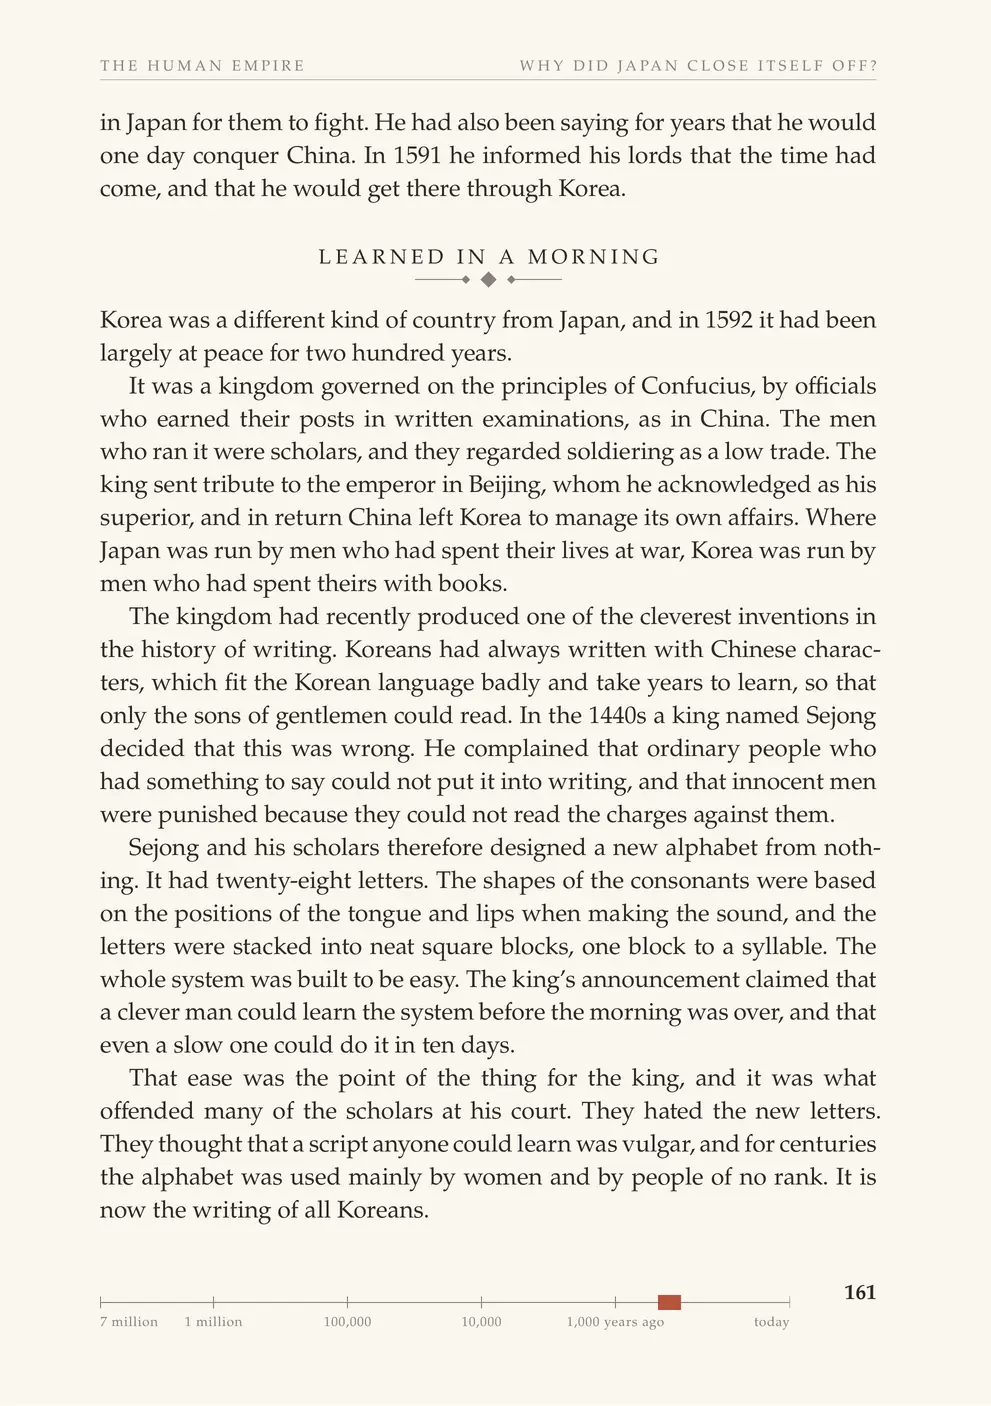 THE HUMAN EMPIRE
WHY DID JAPAN CLOSE ITSELF OFF?
in Japan for them to fight. He had also been saying for years that he would
one day conquer China. In 1591 he informed his lords that the time had
come, and that he would get there through Korea.
LEARNED IN A MORNING
Korea was a different kind of country from Japan, and in 1592 it had been
largely at peace for two hundred years.
It was a kingdom governed on the principles of Confucius, by officials
who earned their posts in written examinations, as in China. The men
who ran it were scholars, and they regarded soldiering as a low trade. The
king sent tribute to the emperor in Beijing, whom he acknowledged as his
superior, and in return China left Korea to manage its own affairs. Where
Japan was run by men who had spent their lives at war, Korea was run by
men who had spent theirs with books.
The kingdom had recently produced one of the cleverest inventions in
the history of writing. Koreans had always written with Chinese charac-
ters, which fit the Korean language badly and take years to learn, so that
only the sons of gentlemen could read. In the 1440s a king named Sejong
decided that this was wrong. He complained that ordinary people who
had something to say could not put it into writing, and that innocent men
were punished because they could not read the charges against them.
Sejong and his scholars therefore designed a new alphabet from noth-
ing. It had twenty-eight letters. The shapes of the consonants were based
on the positions of the tongue and lips when making the sound, and the
letters were stacked into neat square blocks, one block to a syllable. The
whole system was built to be easy. The king’s announcement claimed that
a clever man could learn the system before the morning was over, and that
even a slow one could do it in ten days.
That ease was the point of the thing for the king, and it was what
offended many of the scholars at his court. They hated the new letters.
They thought that a script anyone could learn was vulgar, and for centuries
the alphabet was used mainly by women and by people of no rank. It is
now the writing of all Koreans.
161
7 million 1 million 100,000 10,000 1,000 years ago today